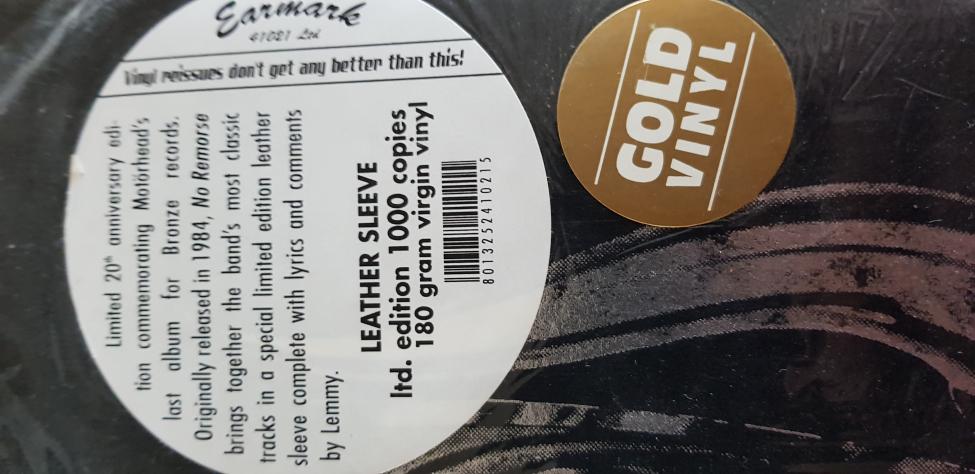 Earmark
41021 Ltd
Vinyl reissues don't get any better than this!
Limited 20th anniversary edi-
tion commemorating Motörhead's
last album for Bronze records.
Originally released in 1984, No Remorse
brings together the band's most classic
tracks in a special limited edition leather
sleeve complete with lyrics and comments
by Lemmy.
LEATHER SLEEVE
ltd. edition 1000 copies
180 gram virgin vinyl
8013252410215
GOLD
VINYL